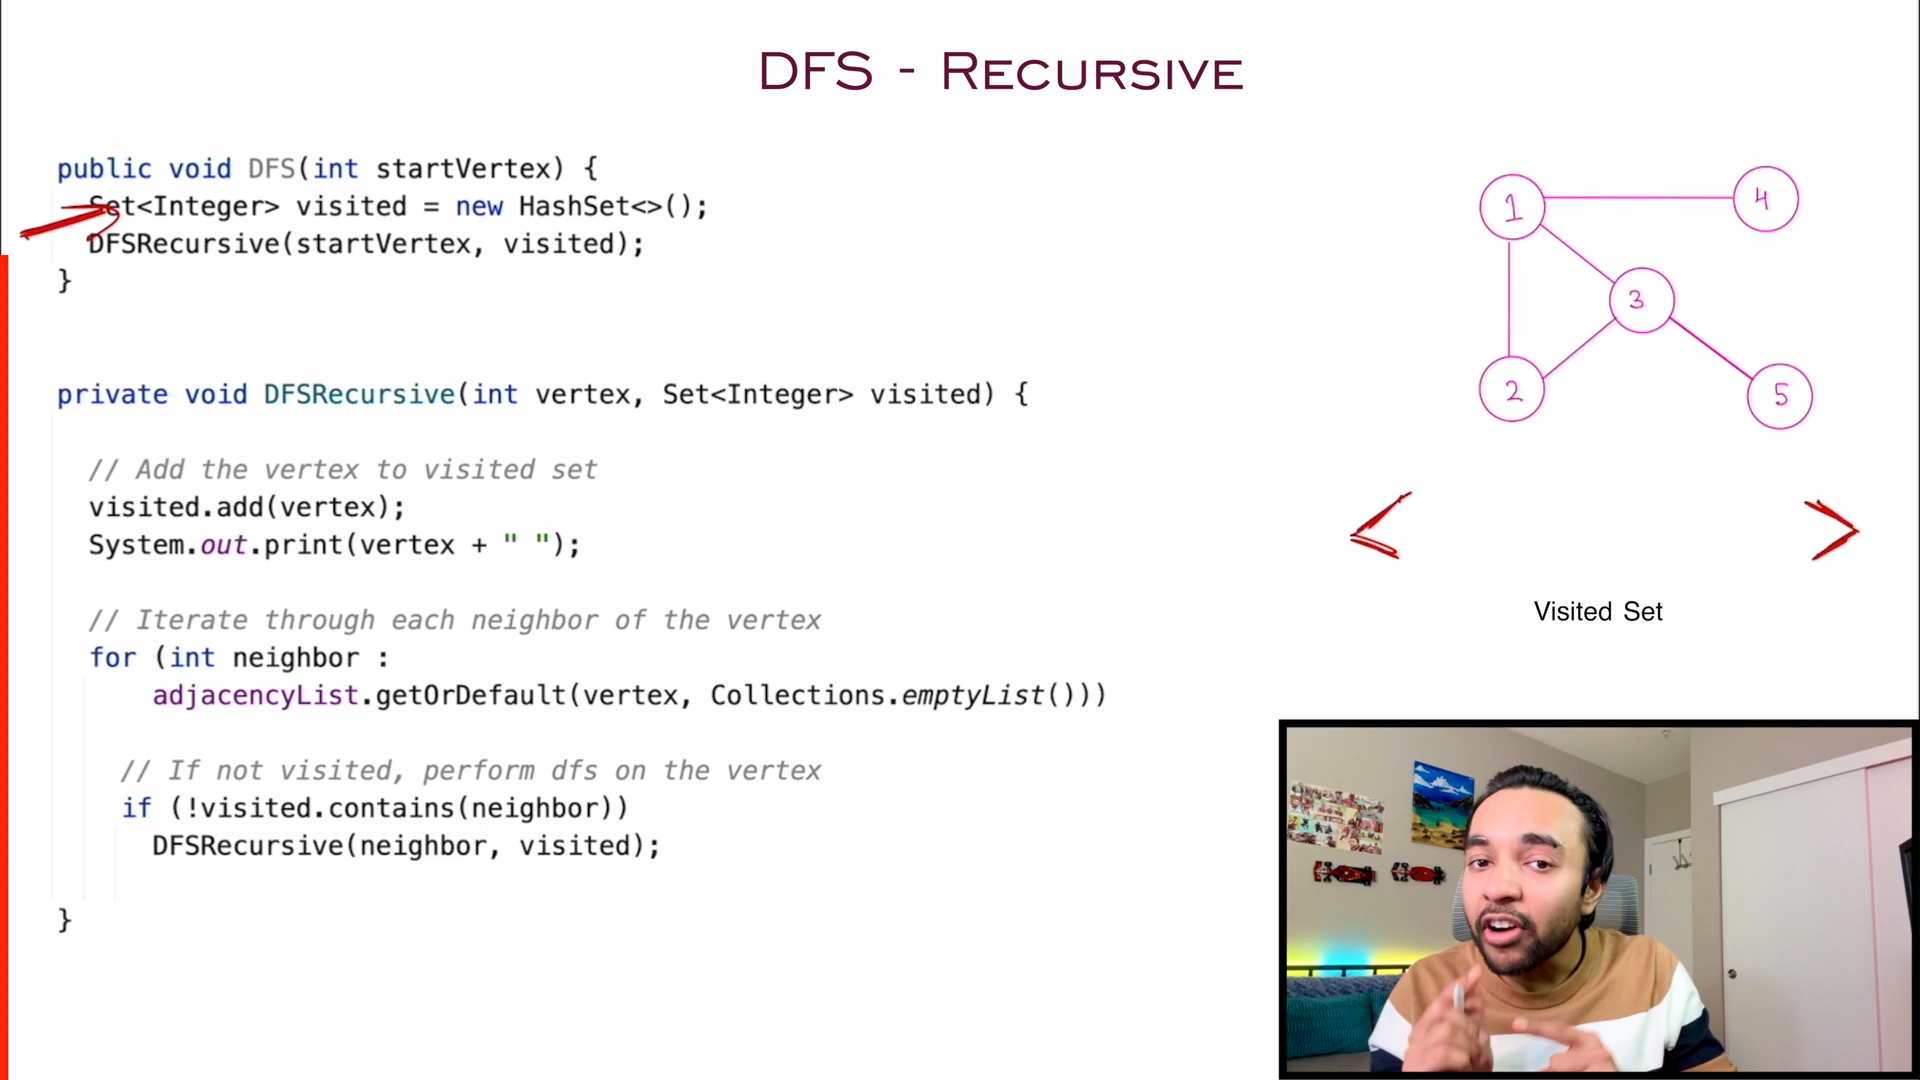 DFS - Recursive
public void DFS(int startVertex) {
Set<Integer> visited = new HashSet<>();
DFSRecursive(startVertex, visited);
}
private void DFSRecursive(int vertex, Set<Integer> visited) {
// Add the vertex to visited set
visited.add(vertex);
System.out.print(vertex + " ");
// Iterate through each neighbor of the vertex
for (int neighbor :
adjacencyList.getOrDefault(vertex, Collections.emptyList()))
// If not visited, perform dfs on the vertex
if (!visited.contains(neighbor))
DFSRecursive(neighbor, visited);
}
1
4
3
2
5
< >
Visited Set